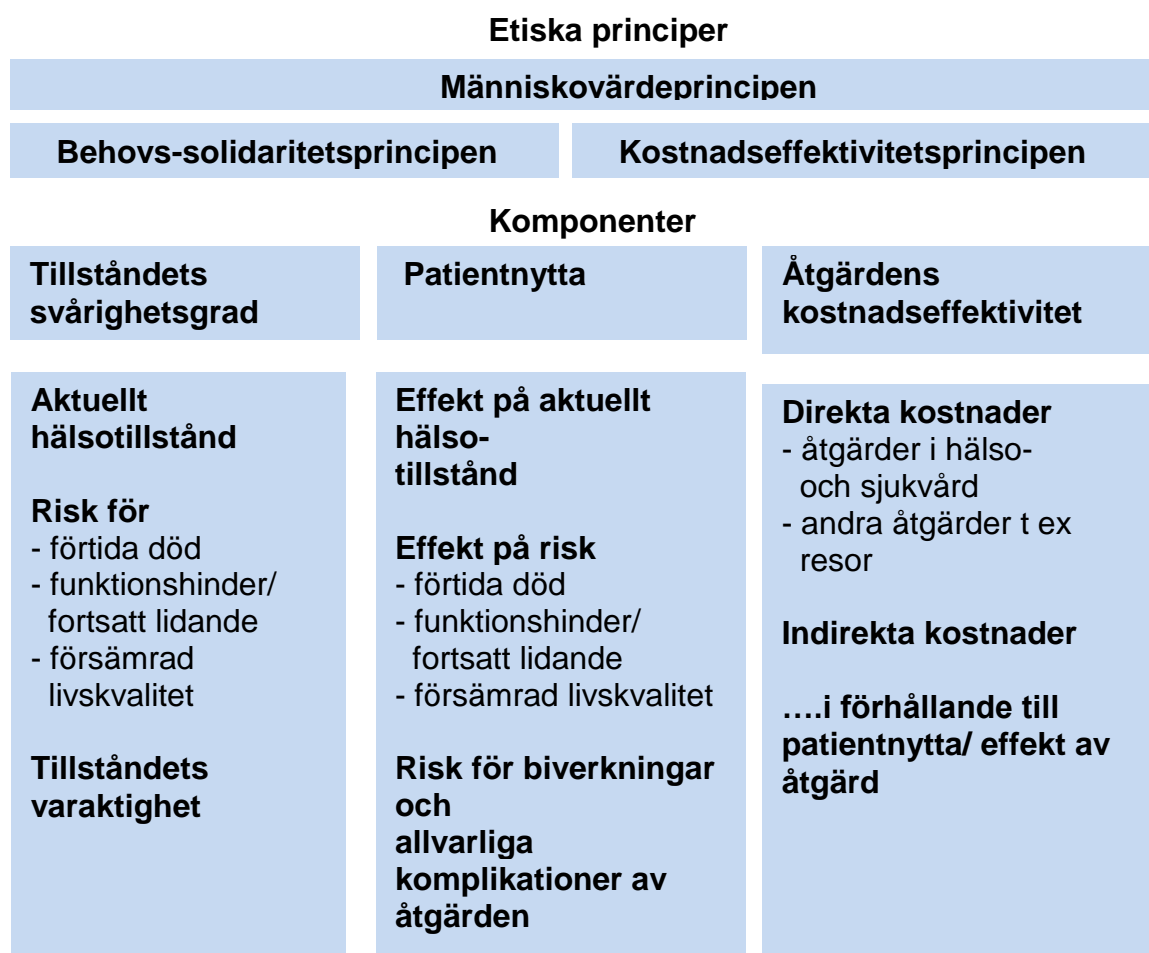 Etiska principer
Människovärdeprincipen
Behovs-solidaritetsprincipen
Kostnadseffektivitetsprincipen
Komponenter
Tillståndets
svårighetsgrad
Patientnytta
Åtgärdens
kostnadseffektivitet
Aktuellt
hälsotillstånd
Risk för
- förtida död
- funktionshinder/
fortsatt lidande
- försämrad
livskvalitet
Tillståndets
varaktighet
Effekt på aktuellt
hälso-
tillstånd
Effekt på risk
- förtida död
- funktionshinder/
fortsatt lidande
- försämrad livskvalitet
Risk för biverkningar
och
allvarliga
komplikationer av
åtgärden
Direkta kostnader
- åtgärder i hälso-
och sjukvård
- andra åtgärder t ex
resor
Indirekta kostnader
….i förhållande till
patientnytta/ effekt av
åtgärd